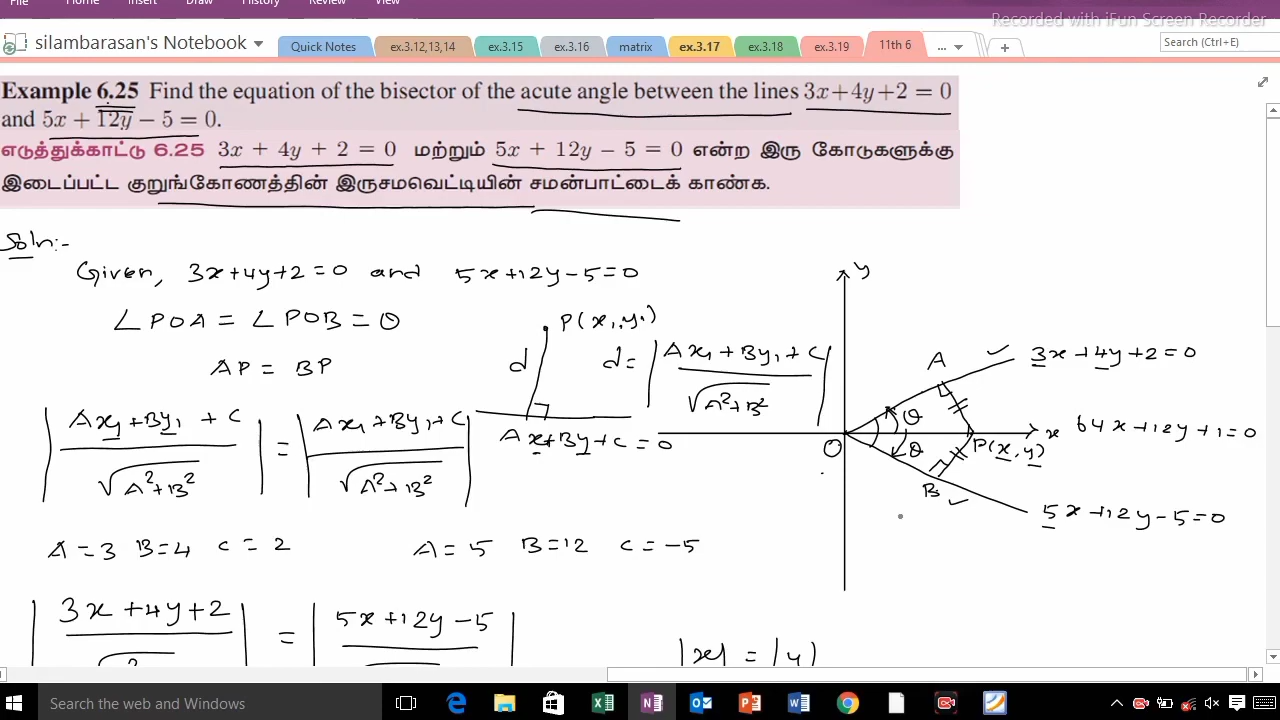 File Home Insert Draw History Review View
Recorded with iFun Screen Recorder
silambarasan's Notebook Quick Notes ex.3.12,13,14 ex.3.15 ex.3.16 matrix ex.3.17 ex.3.18 ex.3.19 11th 6 ... + Search (Ctrl+E)
Example 6.25 Find the equation of the bisector of the acute angle between the lines 3x+4y+2 = 0
and 5x + 12y − 5 = 0.
எடுத்துக்காட்டு 6.25 3x + 4y + 2 = 0 மற்றும் 5x + 12y − 5 = 0 என்ற இரு கோடுகளுக்கு
இடைப்பட்ட குறுங்கோணத்தின் இருசமவெட்டியின் சமன்பாட்டைக் காண்க.
Soln:-
Given, 3x+4y+2=0 and 5x+12y-5=0
∠POA = ∠POB = θ
AP = BP
|Ax₁+By₁+C / √A²+B²| = |Ax₁+By₁+C / √A²+B²|
A=3 B=4 C=2 A=5 B=12 C=-5
|3x+4y+2| = |5x+12y-5|
P(x₁,y₁)
d d = |Ax₁+By₁+C / √A²+B²|
Ax+By+C=0
|x| = |y|
y
A 3x+4y+2=0
θ
O P(x,y) x 64x+12y+1=0
θ
B 5x+12y-5=0
Search the web and Windows